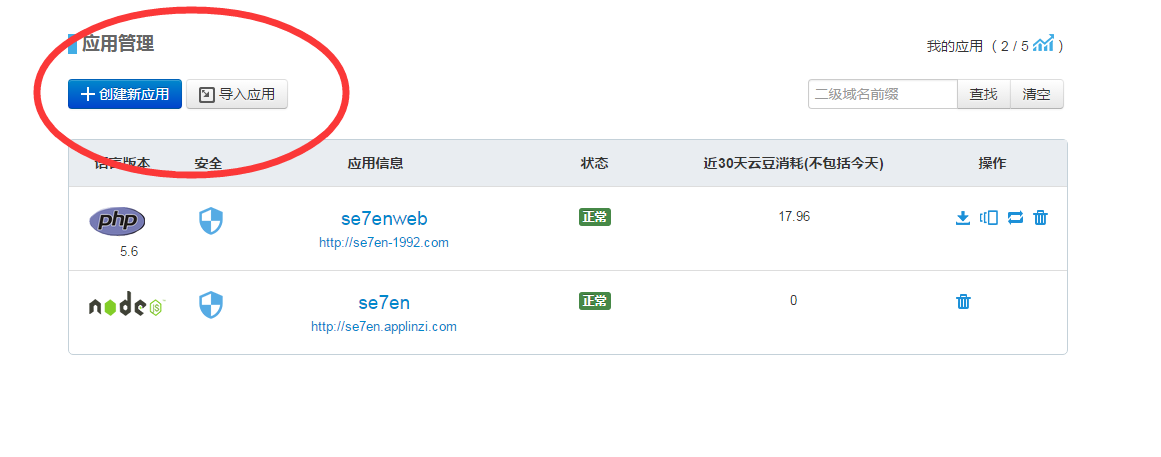 应用管理
我的应用 ( 2 / 5 )
创建新应用 导入应用 二级域名前缀 查找 清空
语言版本 安全 应用信息 状态 近30天云豆消耗(不包括今天) 操作
php se7enweb 正常 17.96
http://se7en-1992.com
5.6
node JS se7en 正常 0
http://se7en.applinzi.com